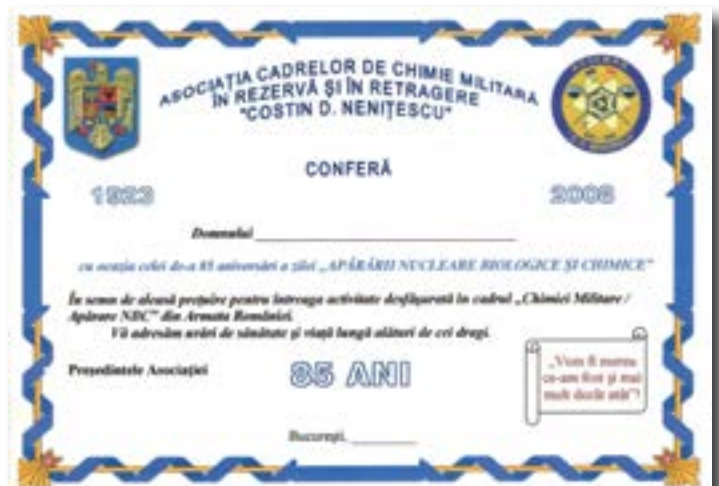 ASOCIAȚIA CADRELOR DE CHIMIE MILITARĂ
ÎN REZERVĂ ȘI ÎN RETRAGERE
"COSTIN D. NENIȚESCU"
CONFERĂ
1923
2008
Domnului
cu ocazia celei de-a 85 aniversări a zilei „APĂRĂRII NUCLEARE BIOLOGICE ȘI CHIMICE"
În semn de aleasă prețuire pentru întreaga activitate desfășurată în cadrul „Chimiei Militare /
Apărare NBC" din Armata României.
Vă adresăm urări de sănătate și viață lungă alături de cei dragi.
Președintele Asociației
85 ANI
„Vom fi mereu
ce-am fost și mai
mult decât atât"!
București,